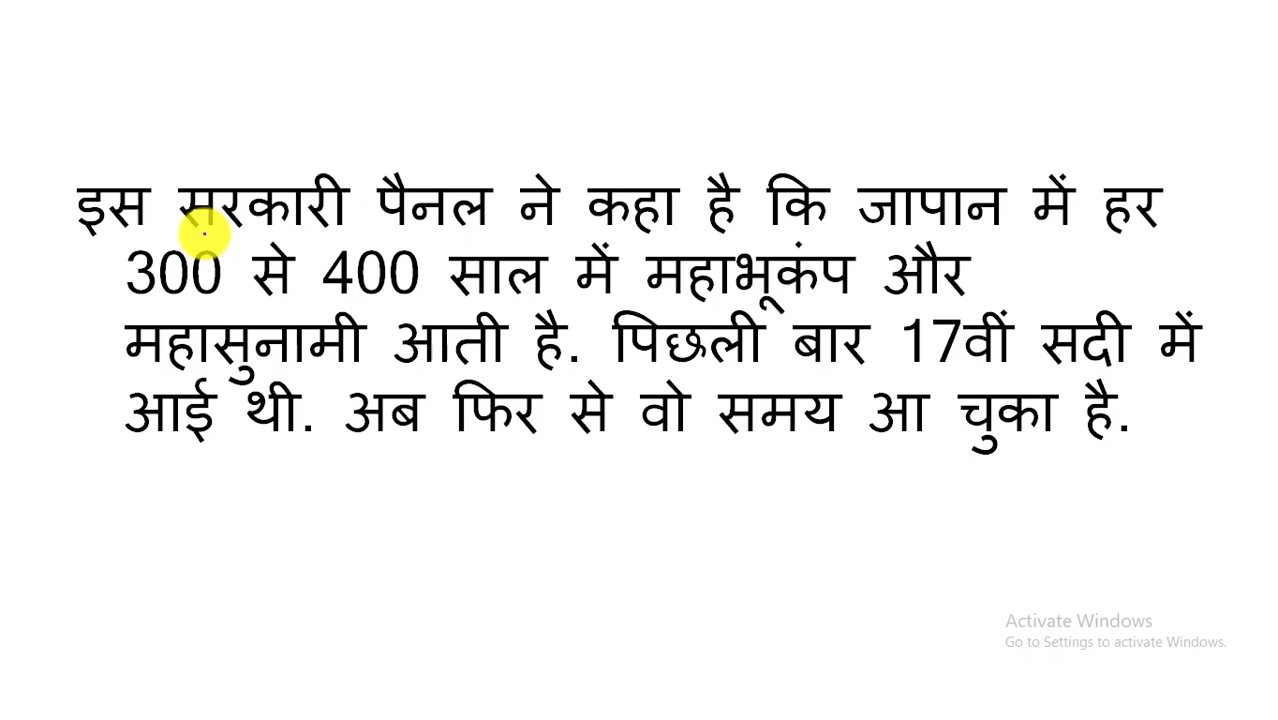 इस सरकारी पैनल ने कहा है कि जापान में हर
300 से 400 साल में महाभूकंप और
महासुनामी आती है. पिछली बार 17वीं सदी में
आई थी. अब फिर से वो समय आ चुका है.
Activate Windows
Go to Settings to activate Windows.